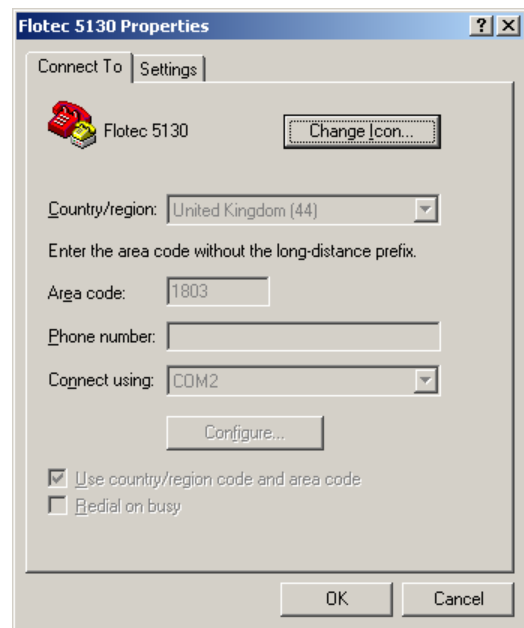 Flotec 5130 Properties
Connect To Settings
Flotec 5130 Change Icon...
Country/region: United Kingdom (44)
Enter the area code without the long-distance prefix.
Area code: 1803
Phone number:
Connect using: COM2
Configure...
Use country/region code and area code
Redial on busy
OK Cancel